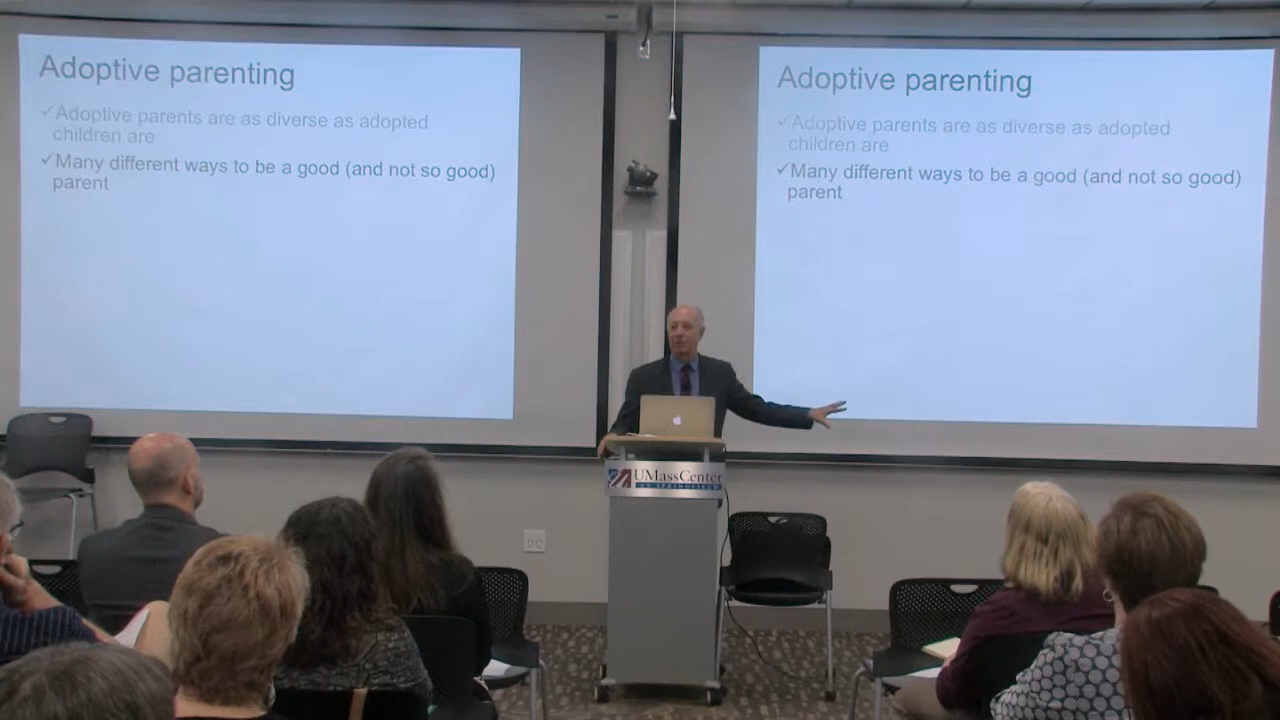 Adoptive parenting
✓Adoptive parents are as diverse as adopted
children are
✓Many different ways to be a good (and not so good)
parent
Adoptive parenting
✓Adoptive parents are as diverse as adopted
children are
✓Many different ways to be a good (and not so good)
parent
UMassCenter
AT SPRINGFIELD